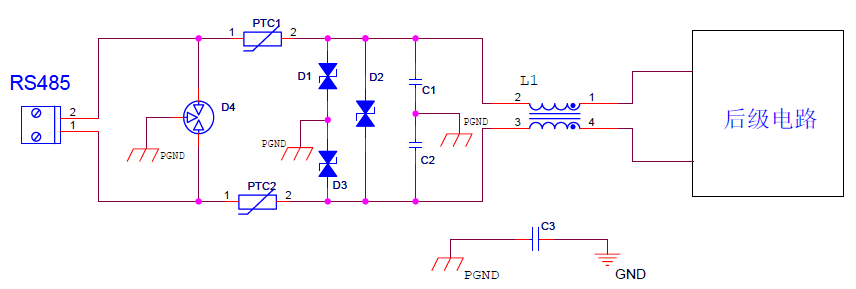 PTC1
1
2
RS485
D1
D2
D4
2
1
C1
L1
2
1
3
4
PGND
PGND
PGND
C2
D3
后级电路
PTC2
1
2
C3
PGND
GND